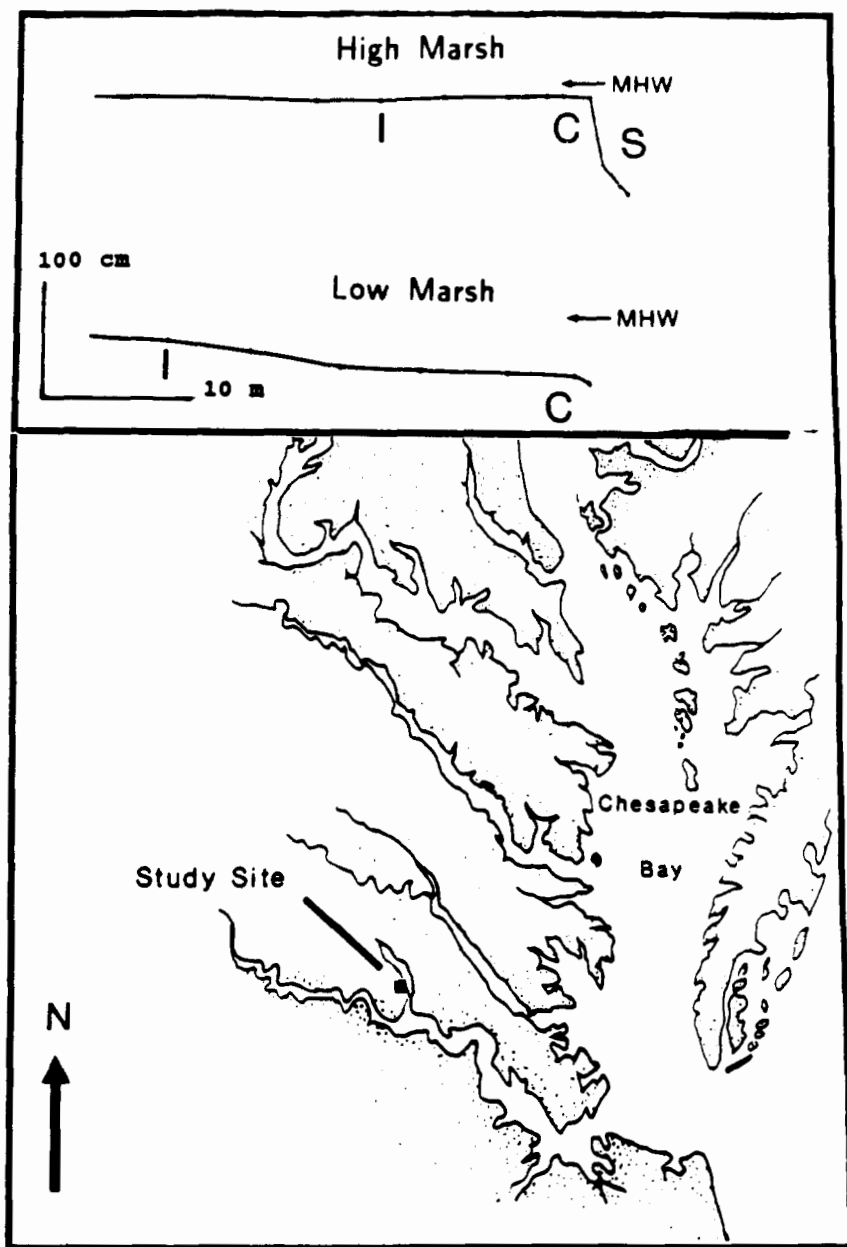 High Marsh
MHW
I
C
S
100 cm
Low Marsh
MHW
I
10 m
C
Chesapeake
Bay
Study Site
N